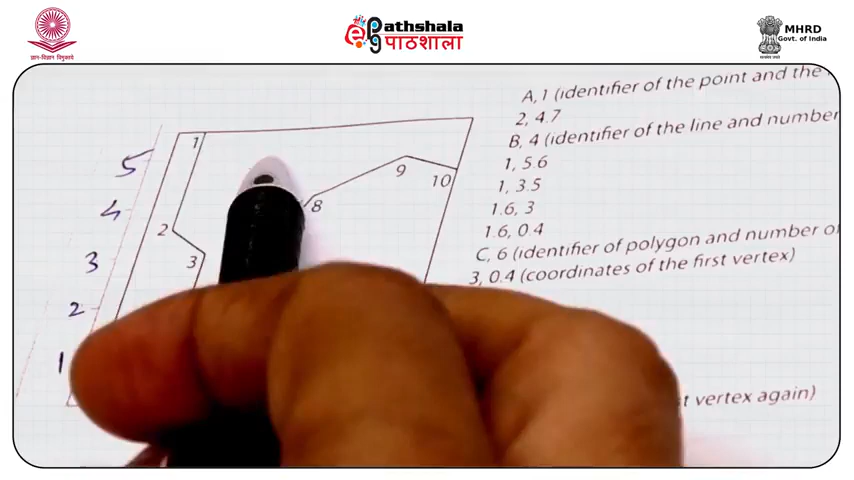 ज्ञान-विज्ञान विमुक्तये
Pathshala
पाठशाला
MHRD
Govt. of India
A, 1 (identifier of the point and the
2, 4.7
B, 4 (identifier of the line and number
1, 5.6
1, 3.5
1.6, 3
1.6, 0.4
C, 6 (identifier of polygon and number of
3, 0.4 (coordinates of the first vertex)
vertex again)
1
2
3
8
9
10
5
4
3
2
1